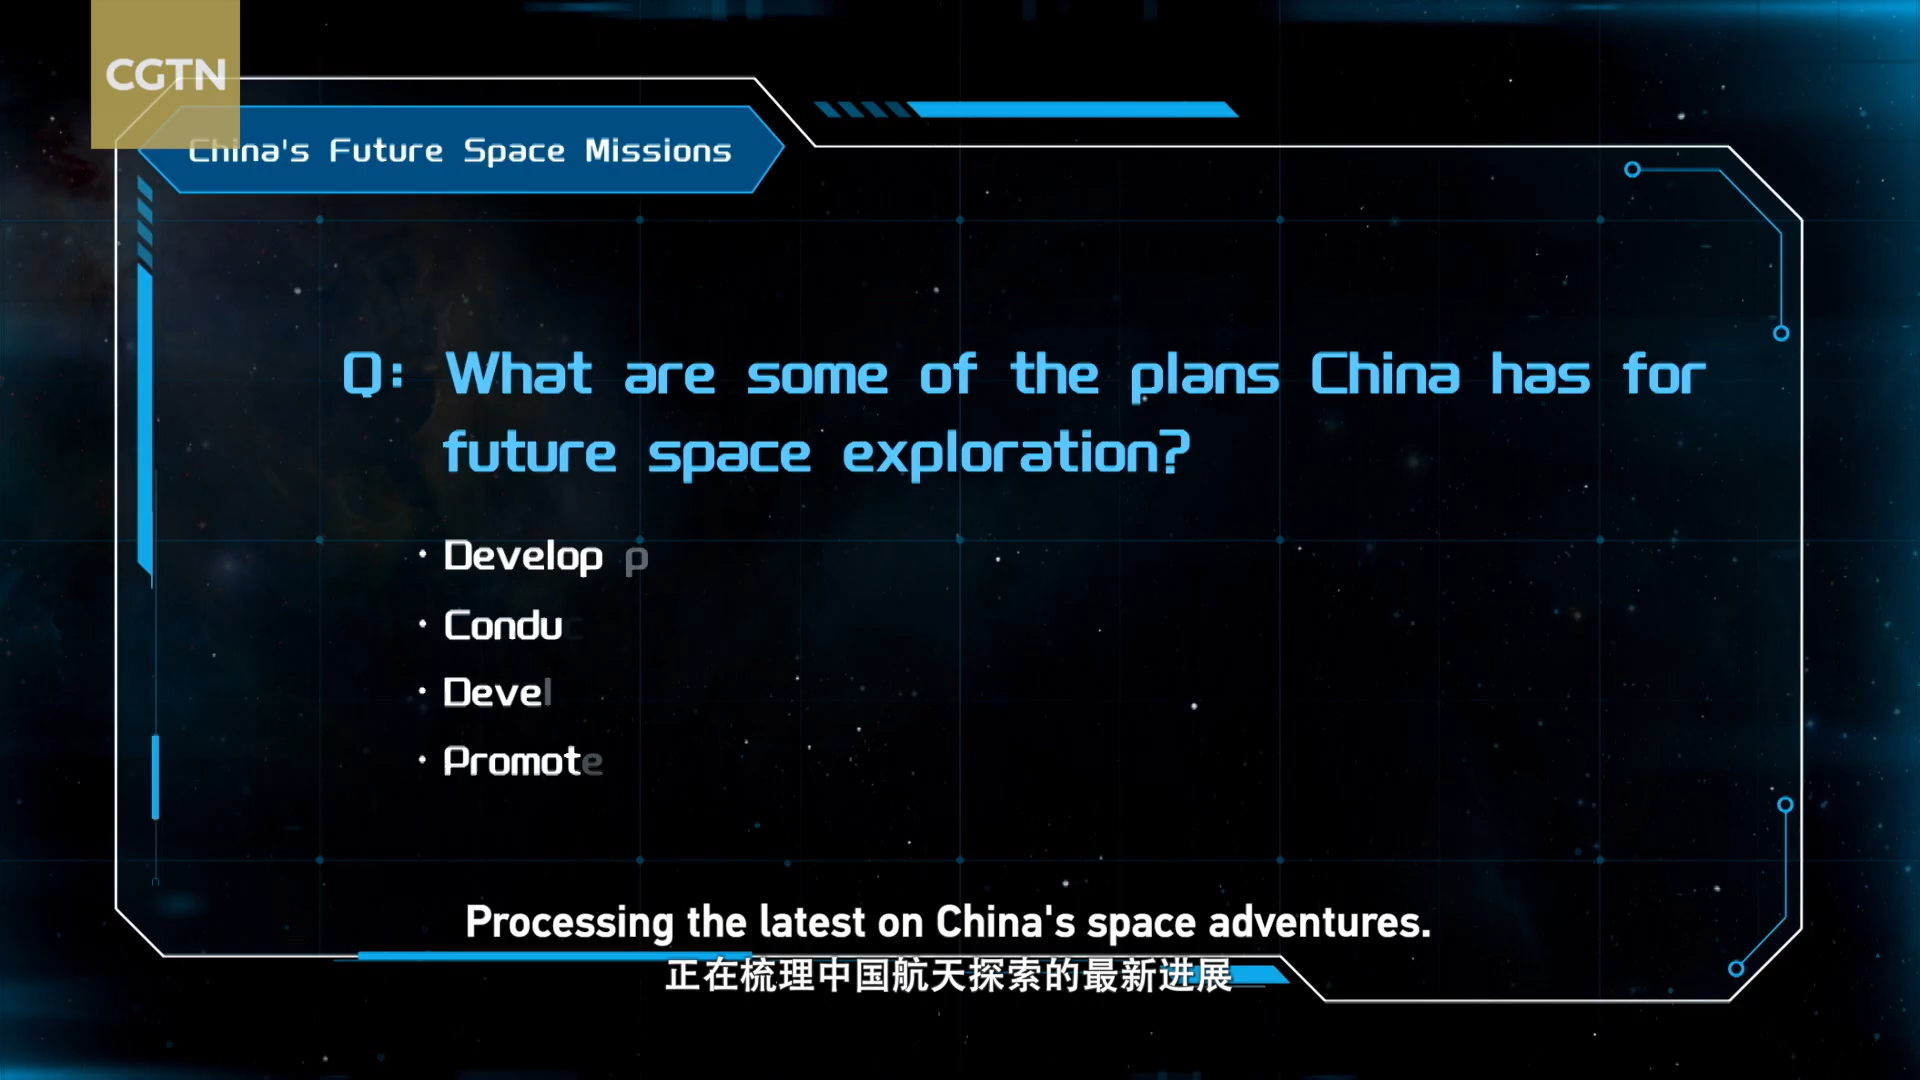 CGTN
China's Future Space Missions
Q: What are some of the plans China has for
future space exploration?
· Develop p
· Conduc
· Devel
· Promote
Processing the latest on China's space adventures.
正在梳理中国航天探索的最新进展